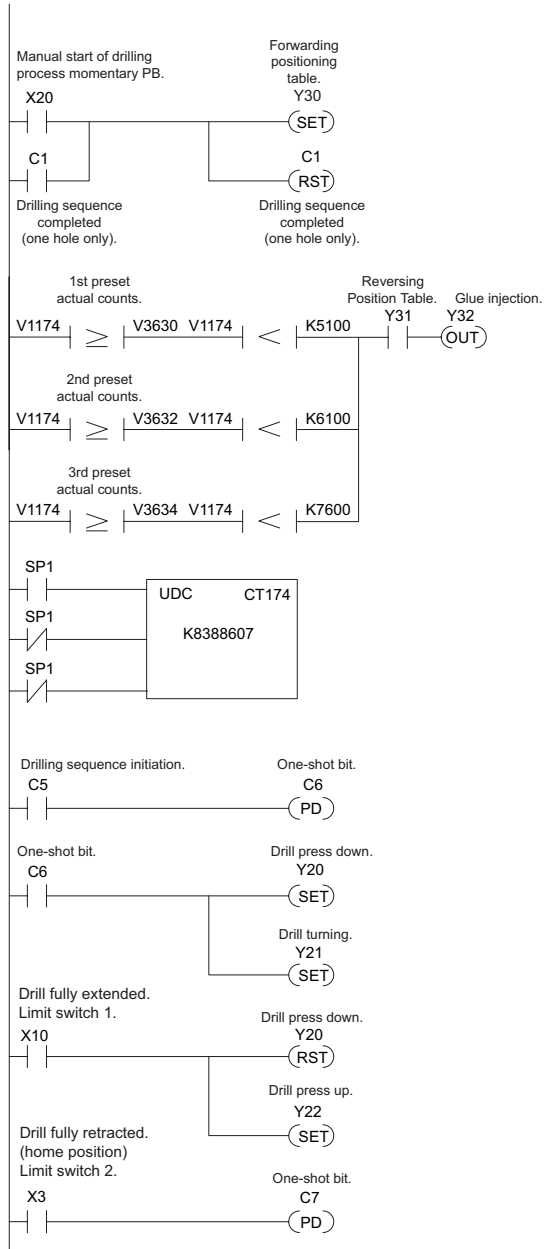 Manual start of drilling
process momentary PB.
X20
Forwarding
positioning
table.
Y30
SET
C1
C1
RST
Drilling sequence
completed
(one hole only).
Drilling sequence
completed
(one hole only).
1st preset
actual counts.
Reversing
Position Table.
Glue injection.
V1174 ≥ V3630 V1174 < K5100
Y31
Y32
OUT
2nd preset
actual counts.
V1174 ≥ V3632 V1174 < K6100
3rd preset
actual counts.
V1174 ≥ V3634 V1174 < K7600
SP1
UDC CT174
SP1
K8388607
SP1
Drilling sequence initiation.
One-shot bit.
C5
C6
PD
One-shot bit.
Drill press down.
C6
Y20
SET
Drill turning.
Y21
SET
Drill fully extended.
Limit switch 1.
Drill press down.
X10
Y20
RST
Drill press up.
Y22
SET
Drill fully retracted.
(home position)
Limit switch 2.
One-shot bit.
X3
C7
PD